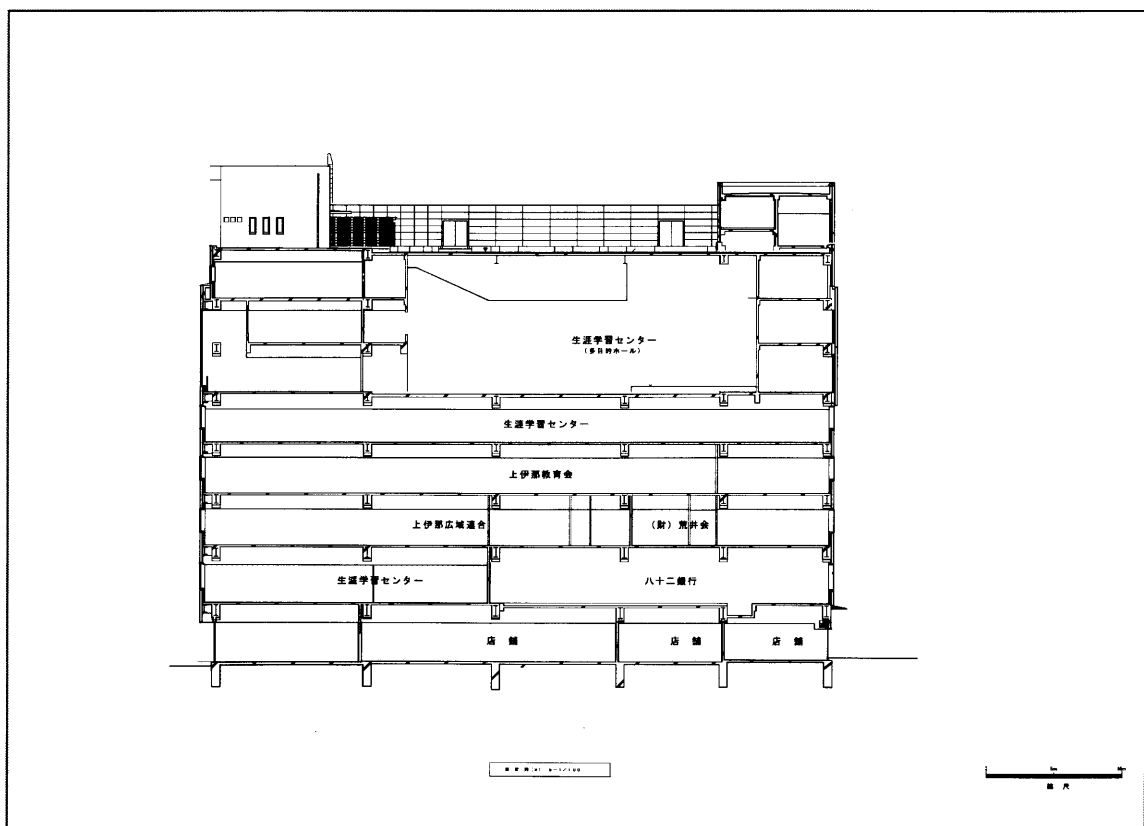 生涯学習センター
(多目的ホール)
生涯学習センター
上伊那教育会
上伊那広域連合 (財)荒井会
生涯学習センター 八十二銀行
店舗 店舗 店舗
縮尺